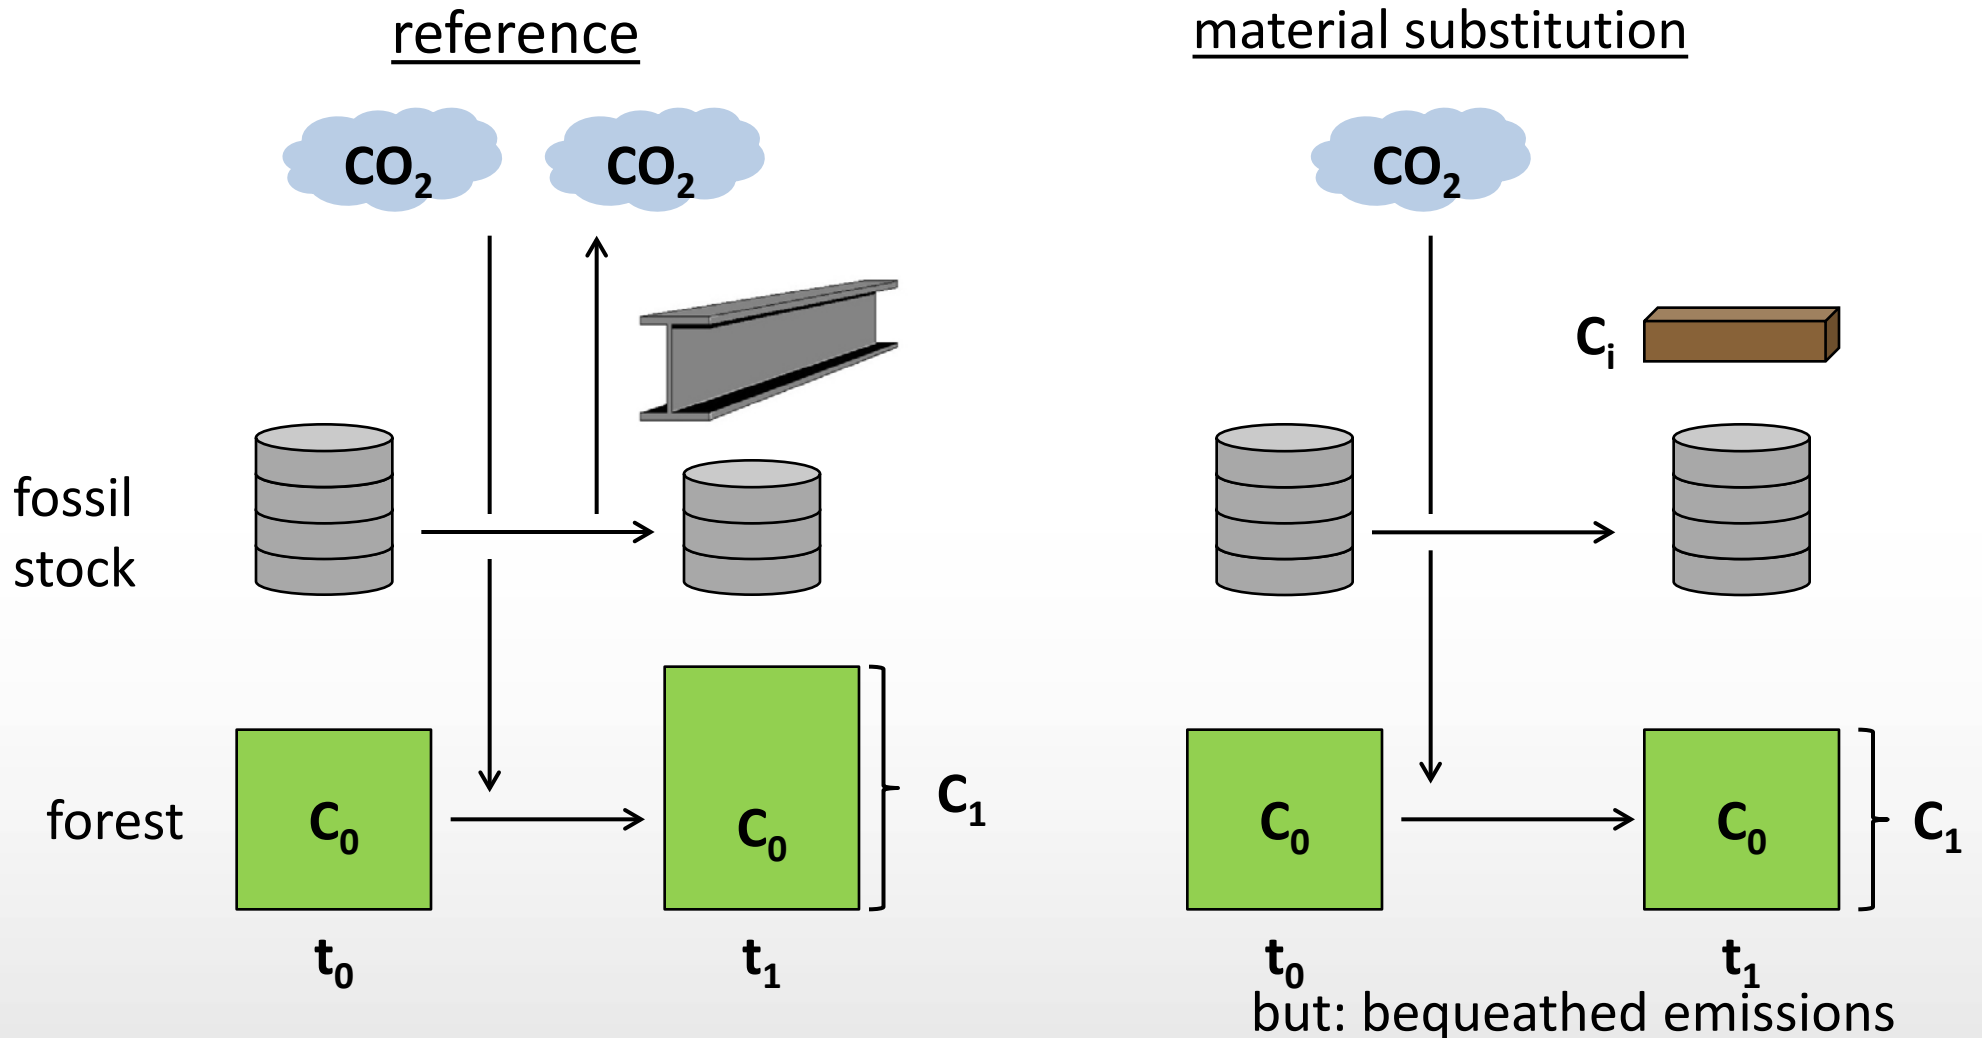 reference
material substitution
CO₂
CO₂
CO₂
Cᵢ
fossil
stock
forest
C₀
C₀
C₁
C₀
C₀
C₁
t₀
t₁
t₀
t₁
but: bequeathed emissions